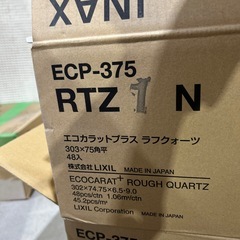 INAX
ECP-375
RTZ 1 N
エコカラットプラス ラフクォーツ
303×75角平
48入
株式会社 LIXIL MADE IN JAPAN
ECOCARAT+ ROUGH QUARTZ
302×74.75×6.5-9.0
48pcs/ctn 1.06m/ctn
45.2pcs/㎡
LIXIL Corporation MADE IN JAPAN
ECP-375